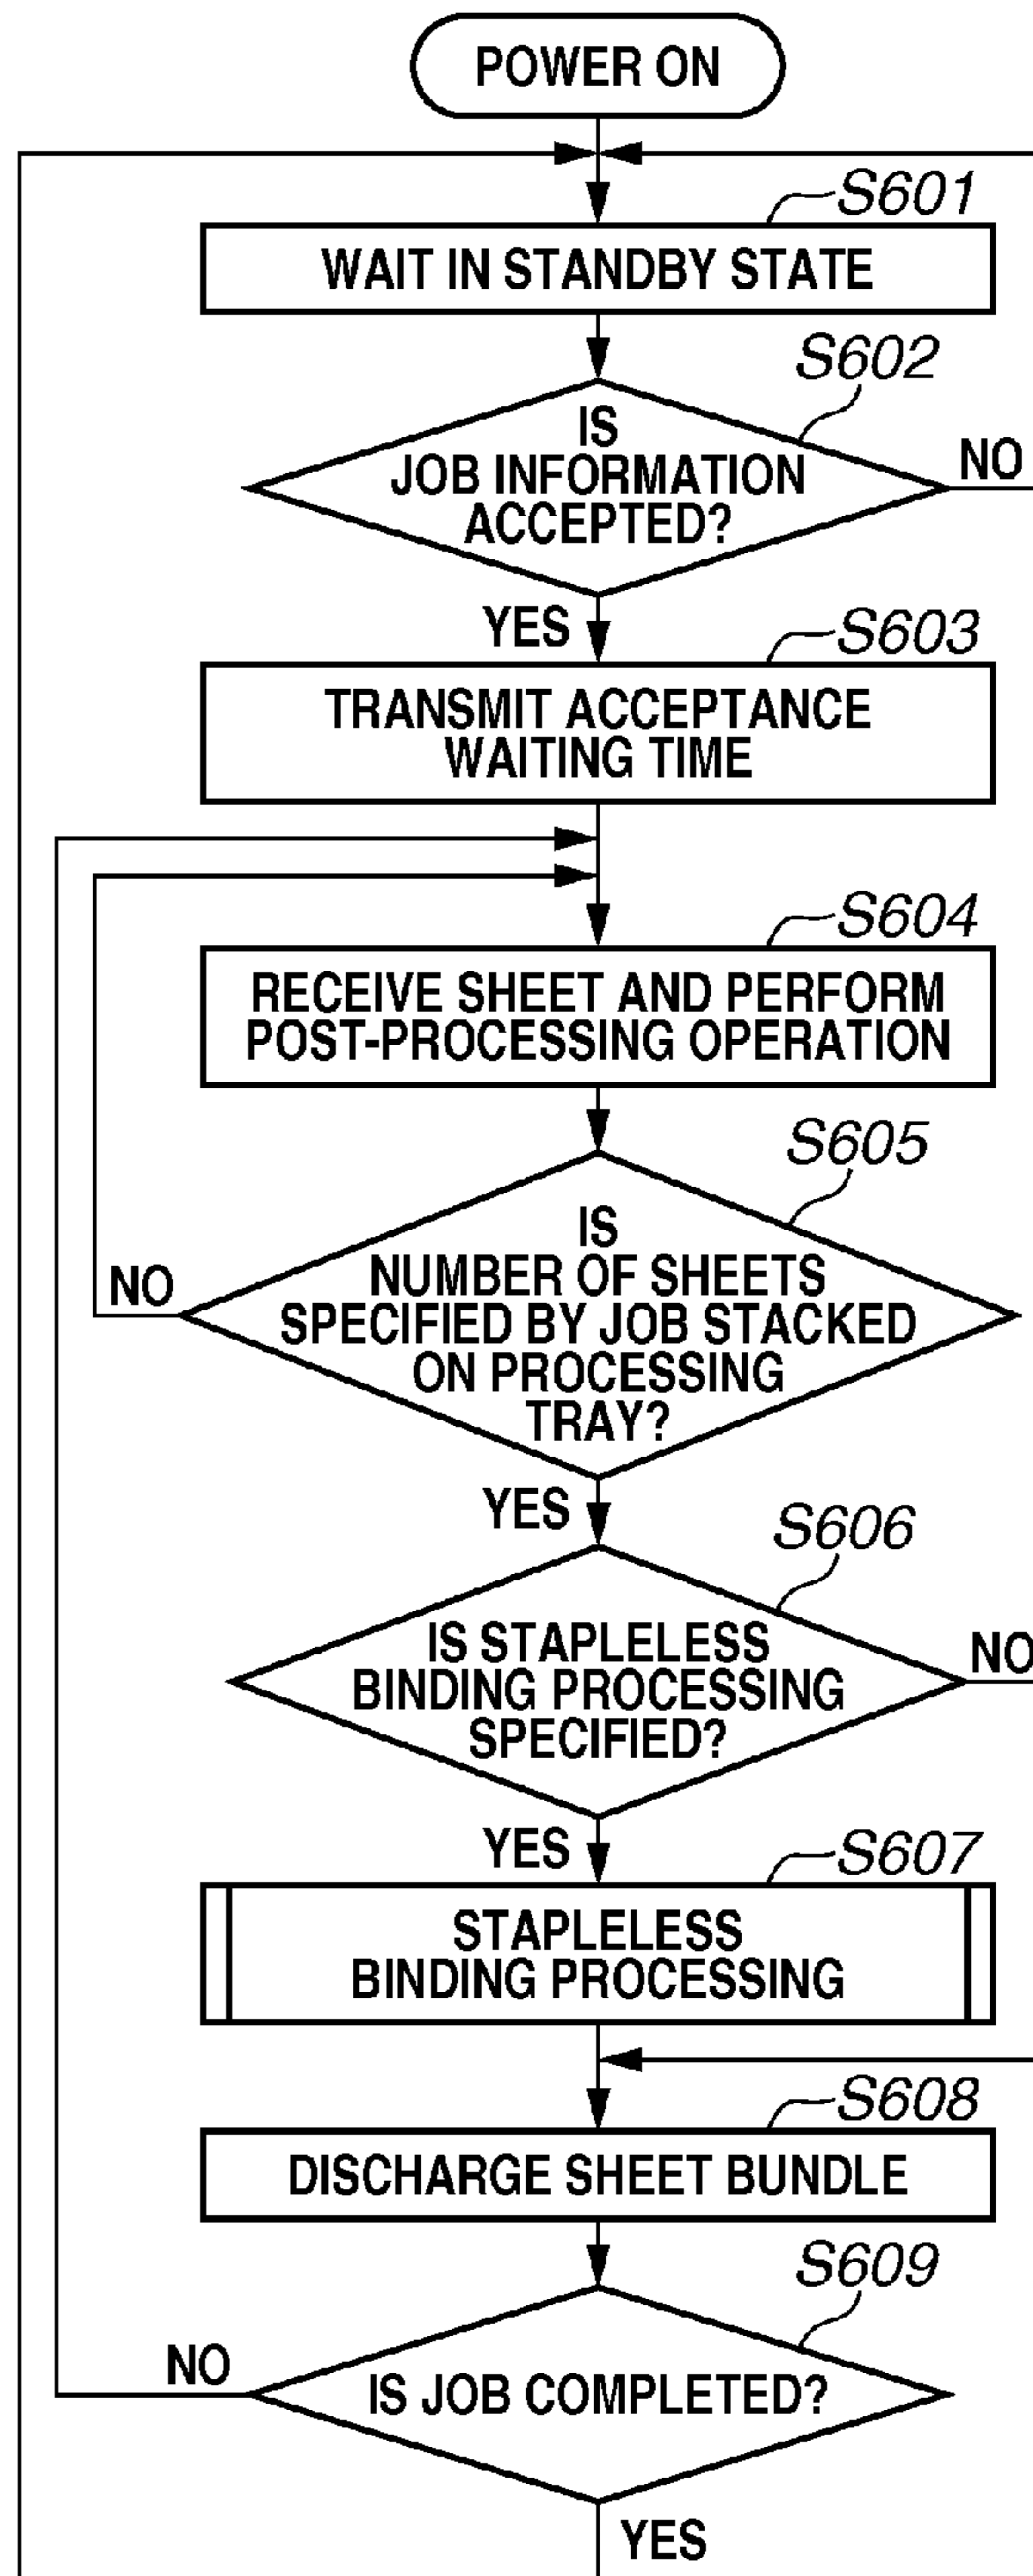 POWER ON
S601
WAIT IN STANDBY STATE
S602
IS
JOB INFORMATION
ACCEPTED?
NO
YES
S603
TRANSMIT ACCEPTANCE
WAITING TIME
S604
RECEIVE SHEET AND PERFORM
POST-PROCESSING OPERATION
S605
IS
NUMBER OF SHEETS
SPECIFIED BY JOB STACKED
ON PROCESSING
TRAY?
NO
YES
S606
IS STAPLELESS
BINDING PROCESSING
SPECIFIED?
NO
YES
S607
STAPLELESS
BINDING PROCESSING
S608
DISCHARGE SHEET BUNDLE
S609
IS JOB COMPLETED?
NO
YES